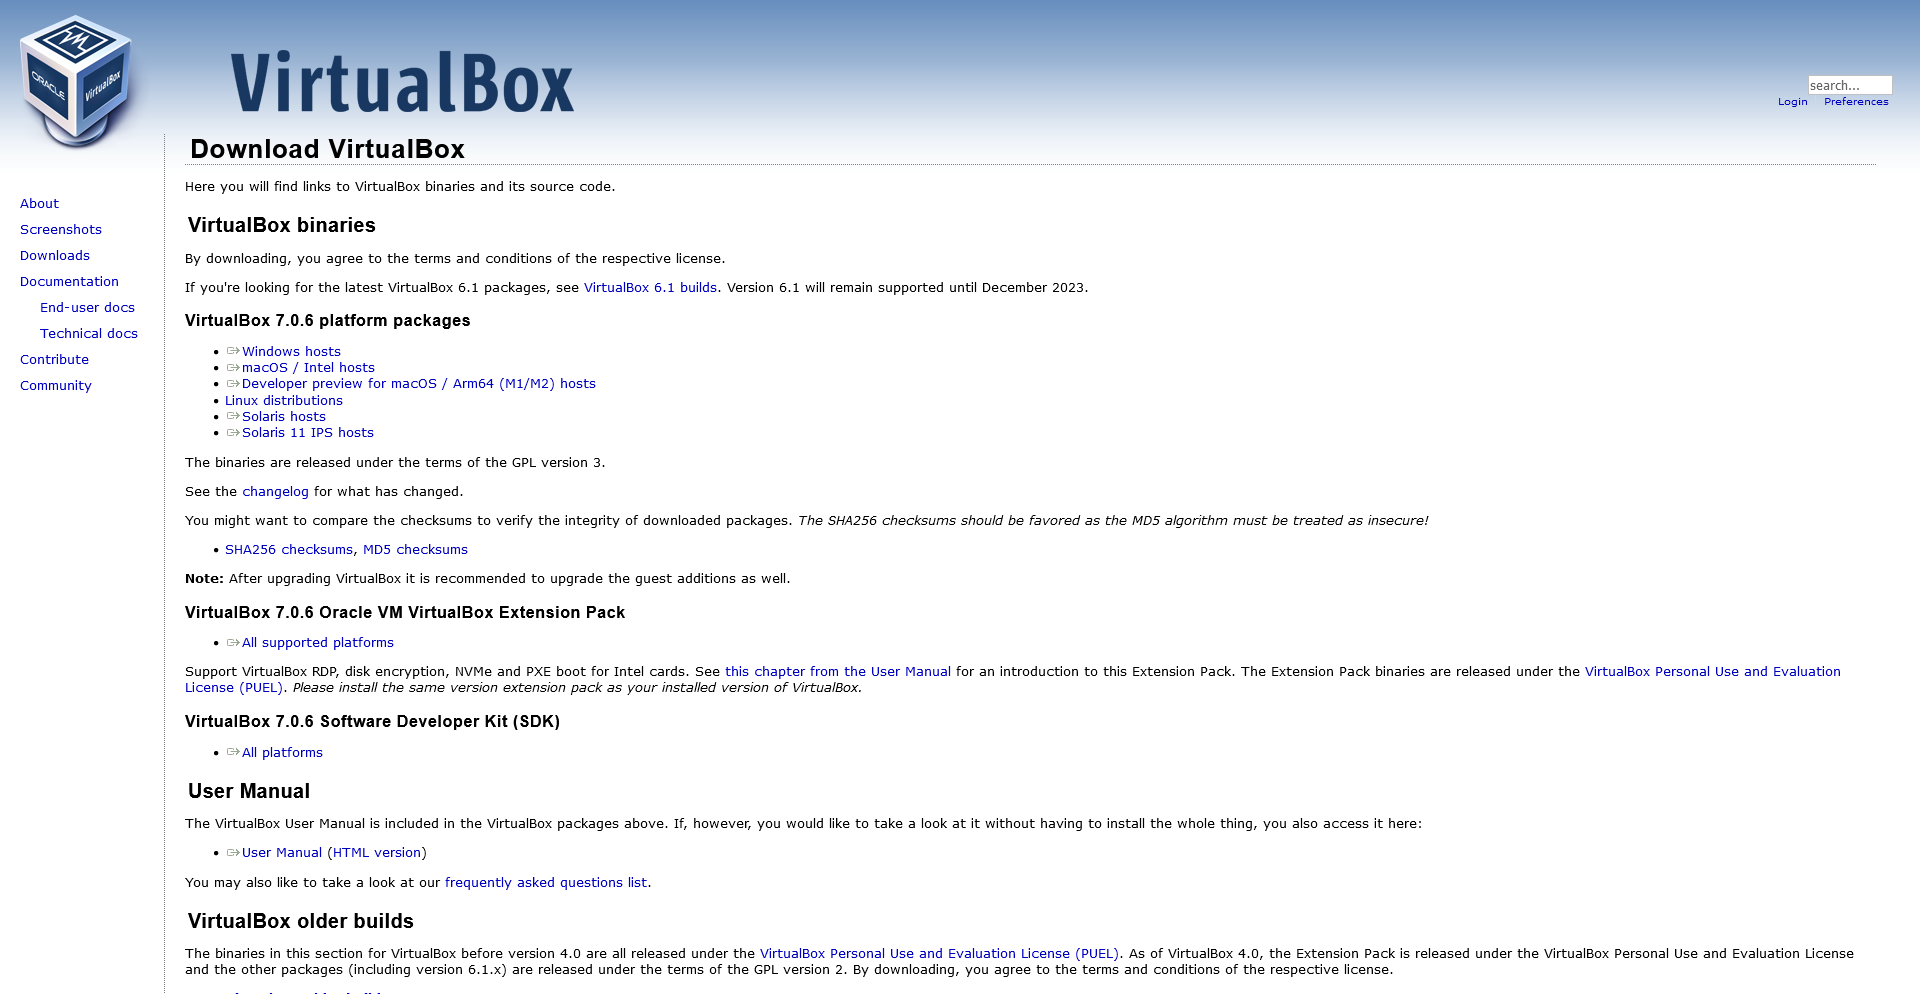 ORACLE
VirtualBox
VirtualBox
search...
Login Preferences
Download VirtualBox
Here you will find links to VirtualBox binaries and its source code.
About
Screenshots
Downloads
Documentation
End-user docs
Technical docs
Contribute
Community
VirtualBox binaries
By downloading, you agree to the terms and conditions of the respective license.
If you're looking for the latest VirtualBox 6.1 packages, see VirtualBox 6.1 builds. Version 6.1 will remain supported until December 2023.
VirtualBox 7.0.6 platform packages
Windows hosts
macOS / Intel hosts
Developer preview for macOS / Arm64 (M1/M2) hosts
Linux distributions
Solaris hosts
Solaris 11 IPS hosts
The binaries are released under the terms of the GPL version 3.
See the changelog for what has changed.
You might want to compare the checksums to verify the integrity of downloaded packages. The SHA256 checksums should be favored as the MD5 algorithm must be treated as insecure!
SHA256 checksums, MD5 checksums
Note: After upgrading VirtualBox it is recommended to upgrade the guest additions as well.
VirtualBox 7.0.6 Oracle VM VirtualBox Extension Pack
All supported platforms
Support VirtualBox RDP, disk encryption, NVMe and PXE boot for Intel cards. See this chapter from the User Manual for an introduction to this Extension Pack. The Extension Pack binaries are released under the VirtualBox Personal Use and Evaluation
License (PUEL). Please install the same version extension pack as your installed version of VirtualBox.
VirtualBox 7.0.6 Software Developer Kit (SDK)
All platforms
User Manual
The VirtualBox User Manual is included in the VirtualBox packages above. If, however, you would like to take a look at it without having to install the whole thing, you also access it here:
User Manual (HTML version)
You may also like to take a look at our frequently asked questions list.
VirtualBox older builds
The binaries in this section for VirtualBox before version 4.0 are all released under the VirtualBox Personal Use and Evaluation License (PUEL). As of VirtualBox 4.0, the Extension Pack is released under the VirtualBox Personal Use and Evaluation License
and the other packages (including version 6.1.x) are released under the terms of the GPL version 2. By downloading, you agree to the terms and conditions of the respective license.